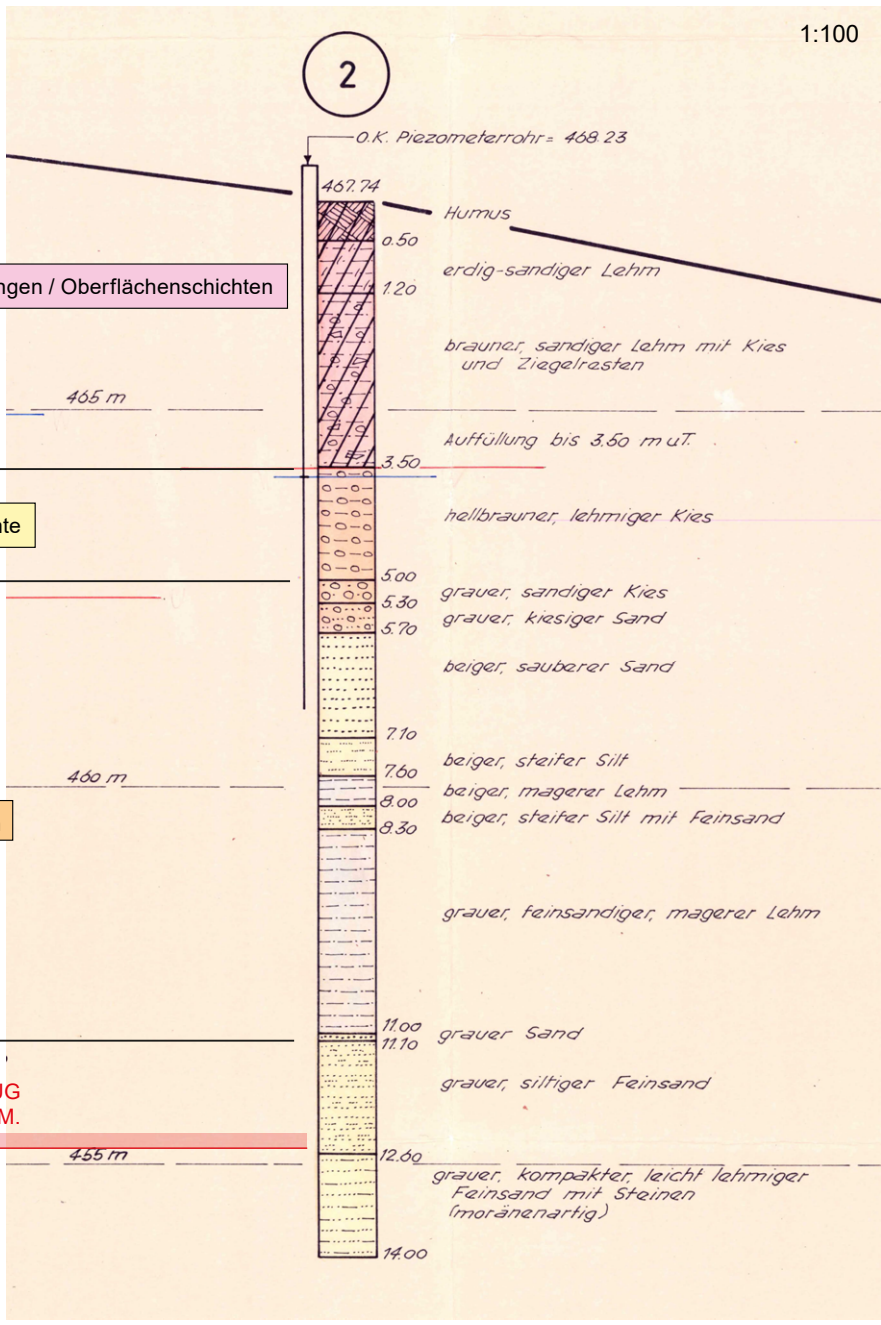 1:100
2
O.K. Piezometerrohr = 468.23
467.74
Humus
0.50
erdig-sandiger Lehm
ngen / Oberflächenschichten
1.20
brauner, sandiger Lehm mit Kies
und Ziegelresten
465 m
Auffüllung bis 3.50 m u.T.
3.50
hellbrauner, lehmiger Kies
te
5.00
grauer, sandiger Kies
5.30
grauer, kiesiger Sand
5.70
beiger, sauberer Sand
7.10
beiger, steifer Silt
460 m
7.60
beiger, magerer Lehm
8.00
beiger, steifer Silt mit Feinsand
8.30
grauer, feinsandiger, magerer Lehm
11.00
grauer Sand
11.10
grauer, siltiger Feinsand
UG
M.
455 m
12.60
grauer, kompakter, leicht lehmiger
Feinsand mit Steinen
(moränenartig)
14.00